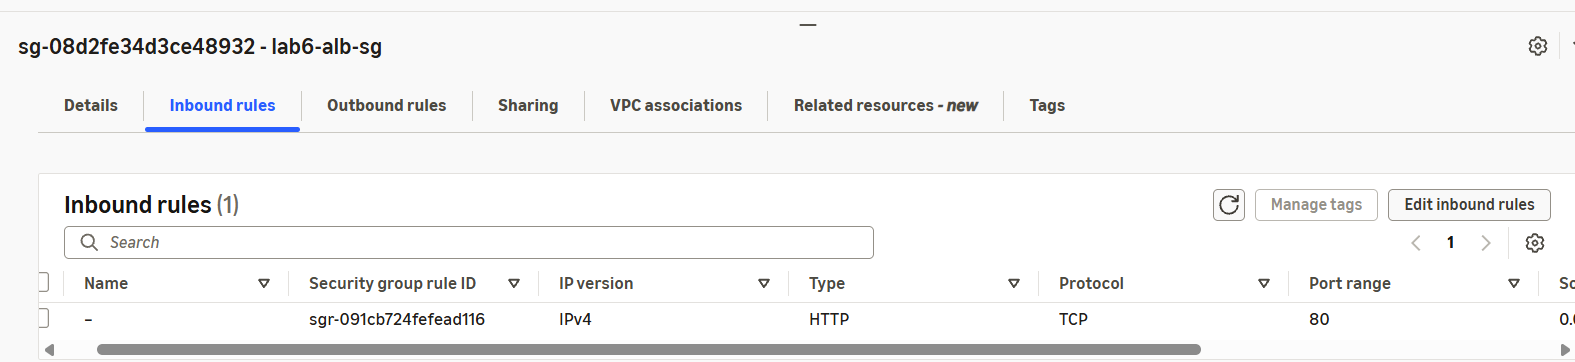 sg-08d2fe34d3ce48932 - lab6-alb-sg
Details Inbound rules Outbound rules Sharing VPC associations Related resources - new Tags
Inbound rules (1)
Manage tags Edit inbound rules
Search
1
Name Security group rule ID IP version Type Protocol Port range
– sgr-091cb724fefead116 IPv4 HTTP TCP 80